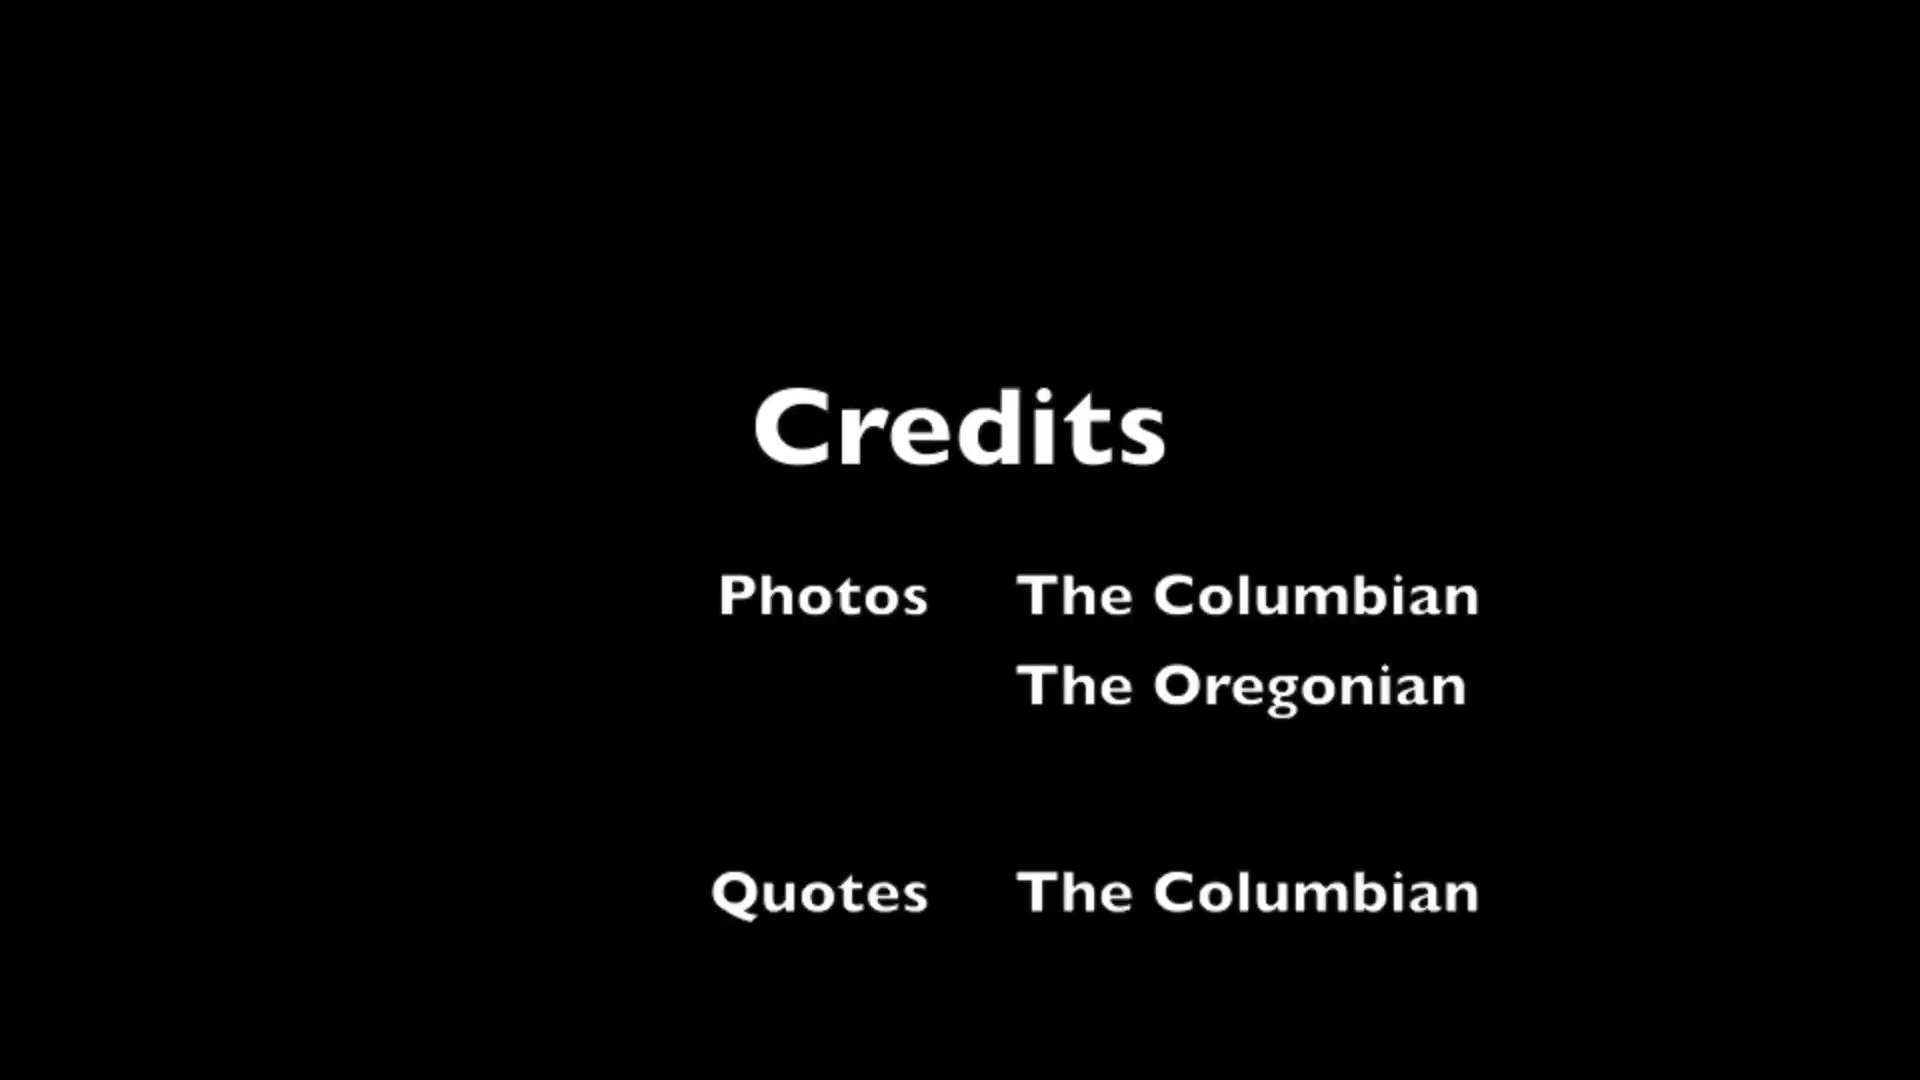 Credits
Photos The Columbian
The Oregonian
Quotes The Columbian